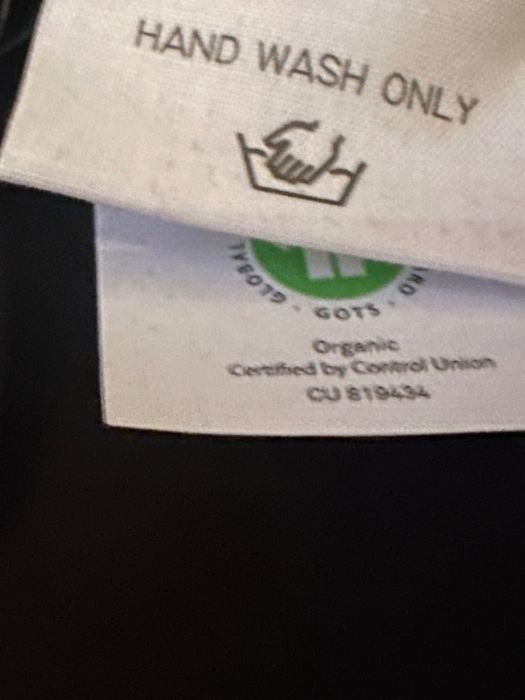 HAND WASH ONLY
GOTS
Organic
Certified by Control Union
CU 819434